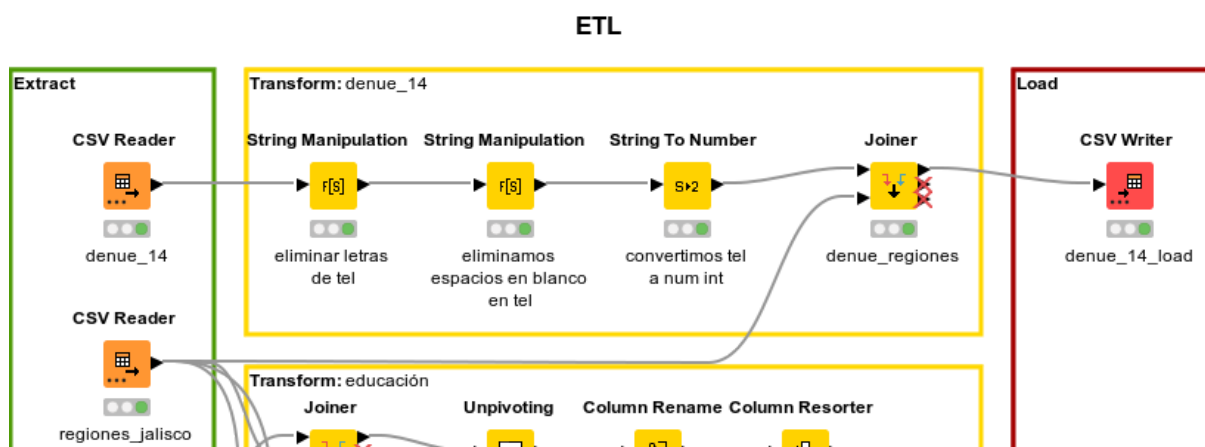 ETL
Extract
Transform: denue_14
Load
CSV Reader
String Manipulation
String Manipulation
String To Number
Joiner
CSV Writer
F[S]
F[S]
S›2
denue_14
eliminar letras
de tel
eliminamos
espacios en blanco
en tel
convertimos tel
a num int
denue_regiones
denue_14_load
CSV Reader
regiones_jalisco
Transform: educación
Joiner
Unpivoting
Column Rename
Column Resorter